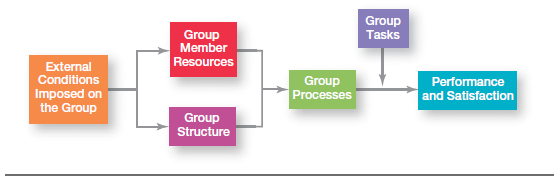 External
Conditions
Imposed on
the Group
Group
Member
Resources
Group
Structure
Group
Processes
Group
Tasks
Performance
and Satisfaction